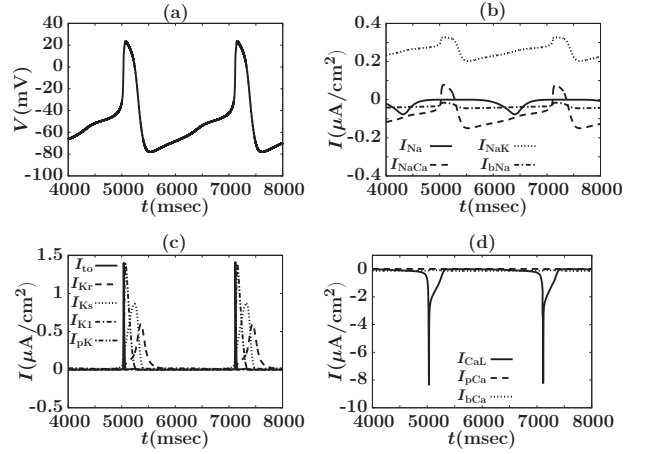 (a)
V(mV)
40
20
0
-20
-40
-60
-80
-100
4000 5000 6000 7000 8000
t(msec)
(b)
I(μA/cm²)
0.4
0.2
0
-0.2
-0.4
I_Na
I_NaK
I_NaCa
I_bNa
4000 5000 6000 7000 8000
t(msec)
(c)
I(μA/cm²)
1.5
1
0.5
0
-0.5
I_to
I_Kr
I_Ks
I_K1
I_pK
4000 5000 6000 7000 8000
t(msec)
(d)
I(μA/cm²)
0
-2
-4
-6
-8
-10
I_CaL
I_pCa
I_bCa
4000 5000 6000 7000 8000
t(msec)